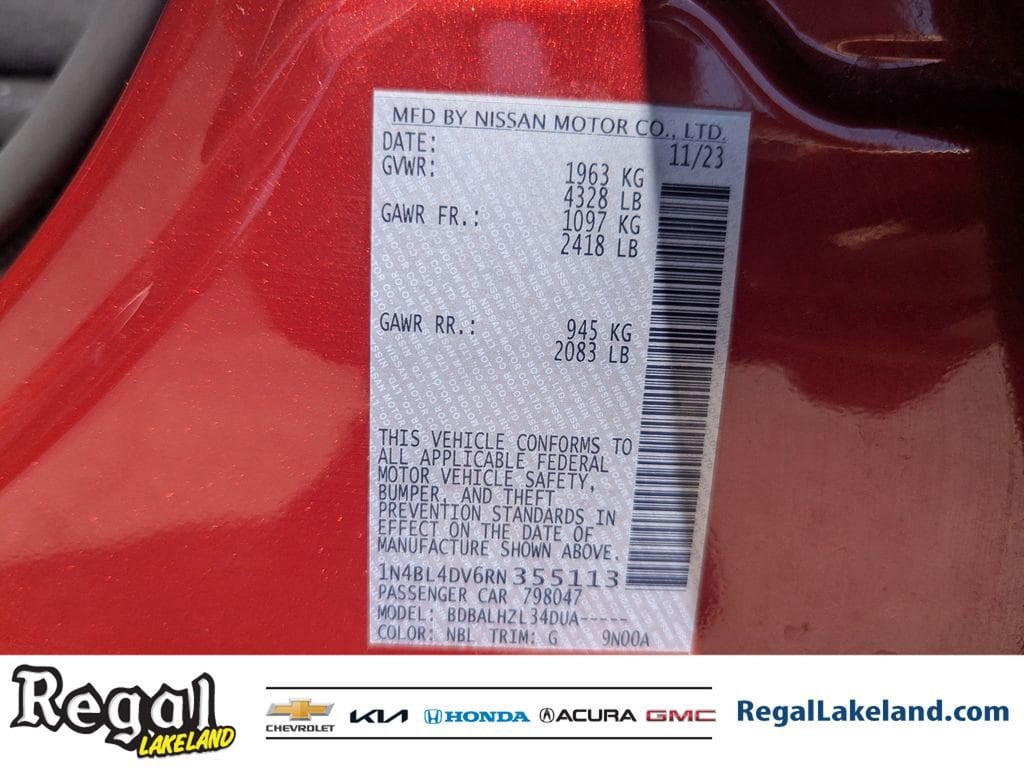 MFD BY NISSAN MOTOR CO., LTD.
DATE: 11/23
GVWR: 1963 KG
4328 LB
GAWR FR.: 1097 KG
2418 LB
GAWR RR.: 945 KG
2083 LB
THIS VEHICLE CONFORMS TO
ALL APPLICABLE FEDERAL
MOTOR VEHICLE SAFETY,
BUMPER, AND THEFT
PREVENTION STANDARDS IN
EFFECT ON THE DATE OF
MANUFACTURE SHOWN ABOVE.
1N4BL4DV6RN355113
PASSENGER CAR 798047
MODEL: BDBALHZL34DUA-----
COLOR: NBL TRIM: G 9N00A
Regal
LAKELAND
CHEVROLET KIA HONDA ACURA GMC
RegalLakeland.com